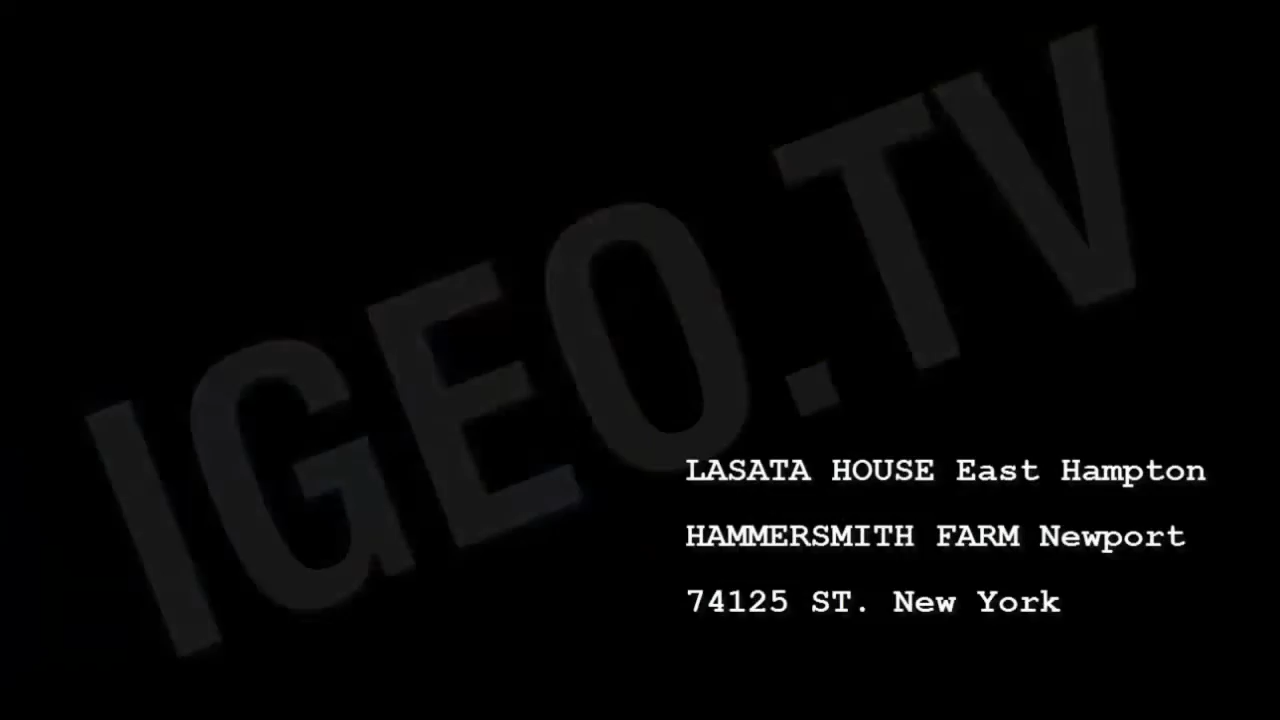 IGEO.TV
LASATA HOUSE East Hampton
HAMMERSMITH FARM Newport
74125 ST. New York